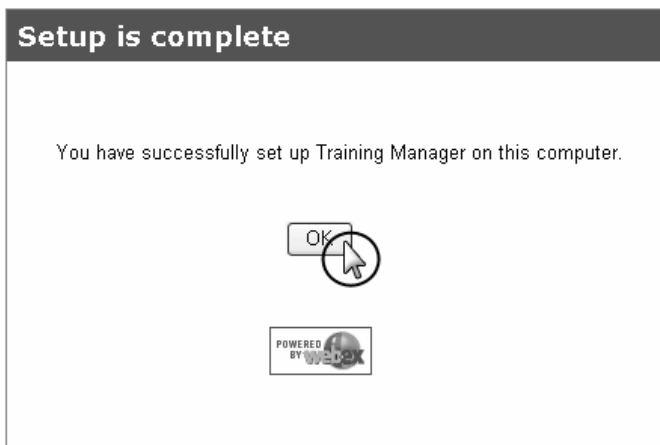 Setup is complete
You have successfully set up Training Manager on this computer.
OK
POWERED
BY webex